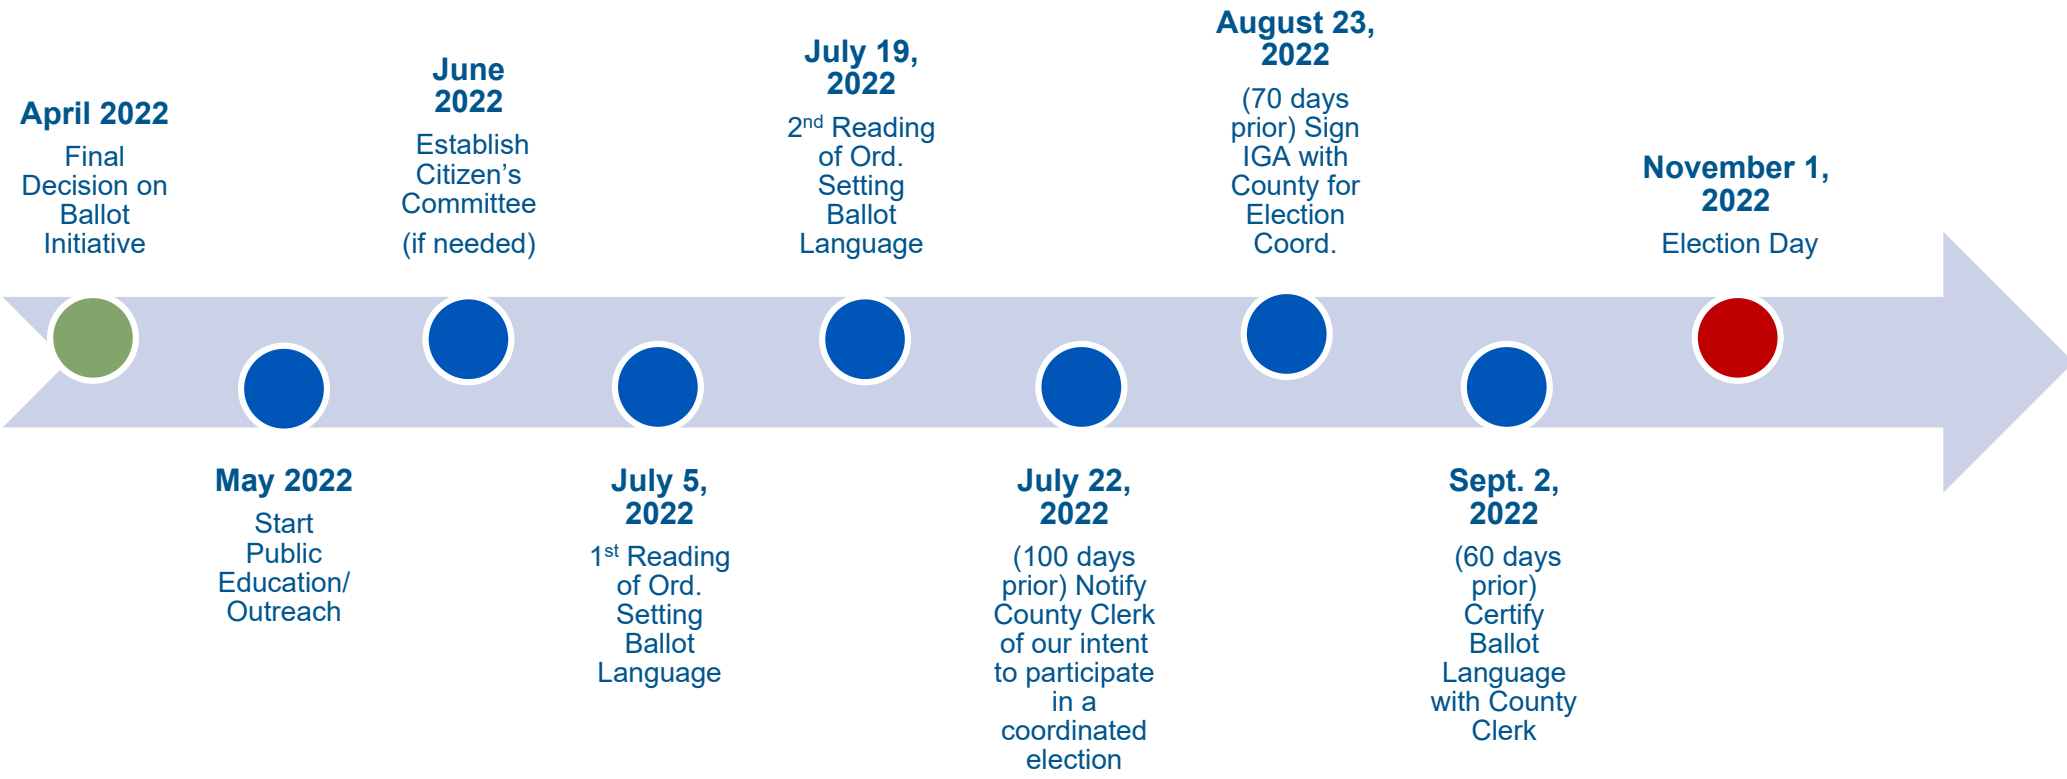 April 2022
Final
Decision on
Ballot
Initiative
May 2022
Start
Public
Education/
Outreach
June
2022
Establish
Citizen’s
Committee
(if needed)
July 5,
2022
1st Reading
of Ord.
Setting
Ballot
Language
July 19,
2022
2nd Reading
of Ord.
Setting
Ballot
Language
July 22,
2022
(100 days
prior) Notify
County Clerk
of our intent
to participate
in a
coordinated
election
August 23,
2022
(70 days
prior) Sign
IGA with
County for
Election
Coord.
Sept. 2,
2022
(60 days
prior)
Certify
Ballot
Language
with County
Clerk
November 1,
2022
Election Day